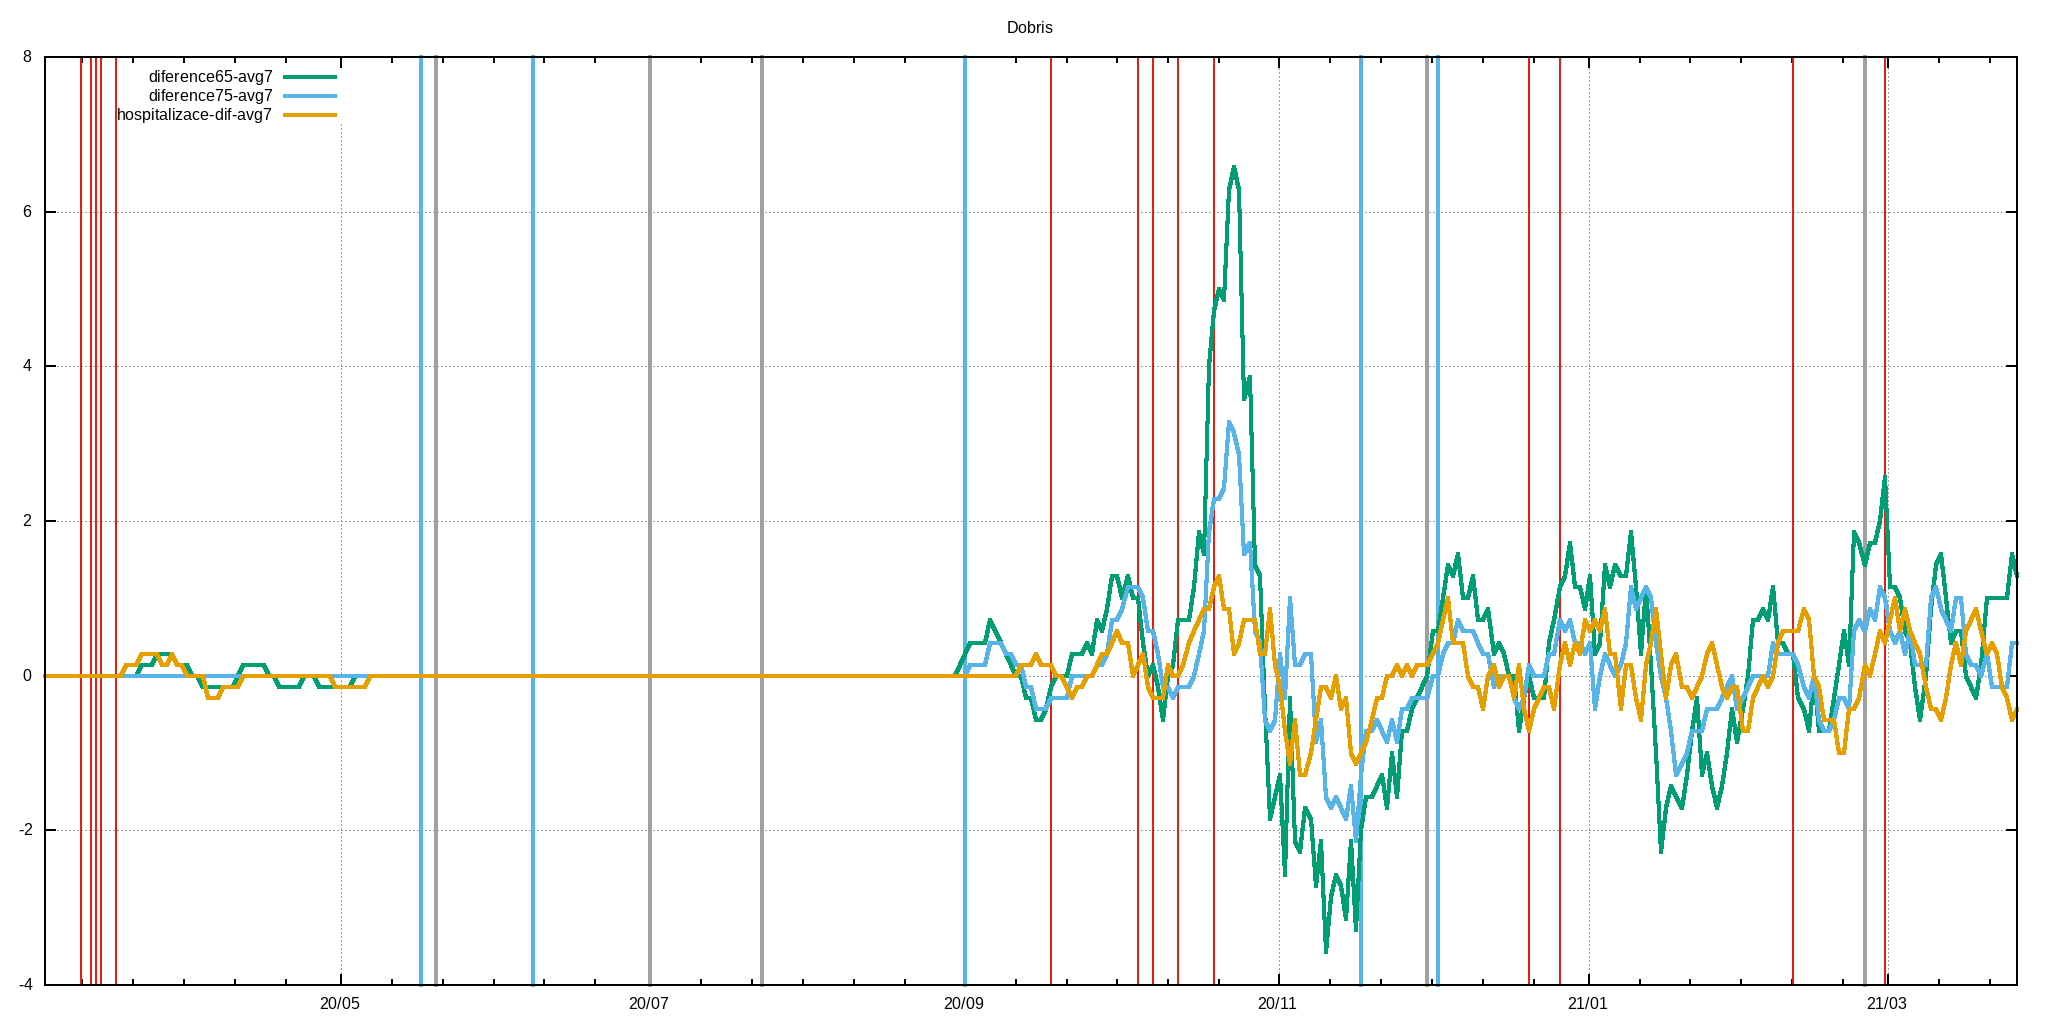 Dobris
8
diference65-avg7
diference75-avg7
hospitalizace-dif-avg7
6
4
2
0
-2
-4
20/05 20/07 20/09 20/11 21/01 21/03